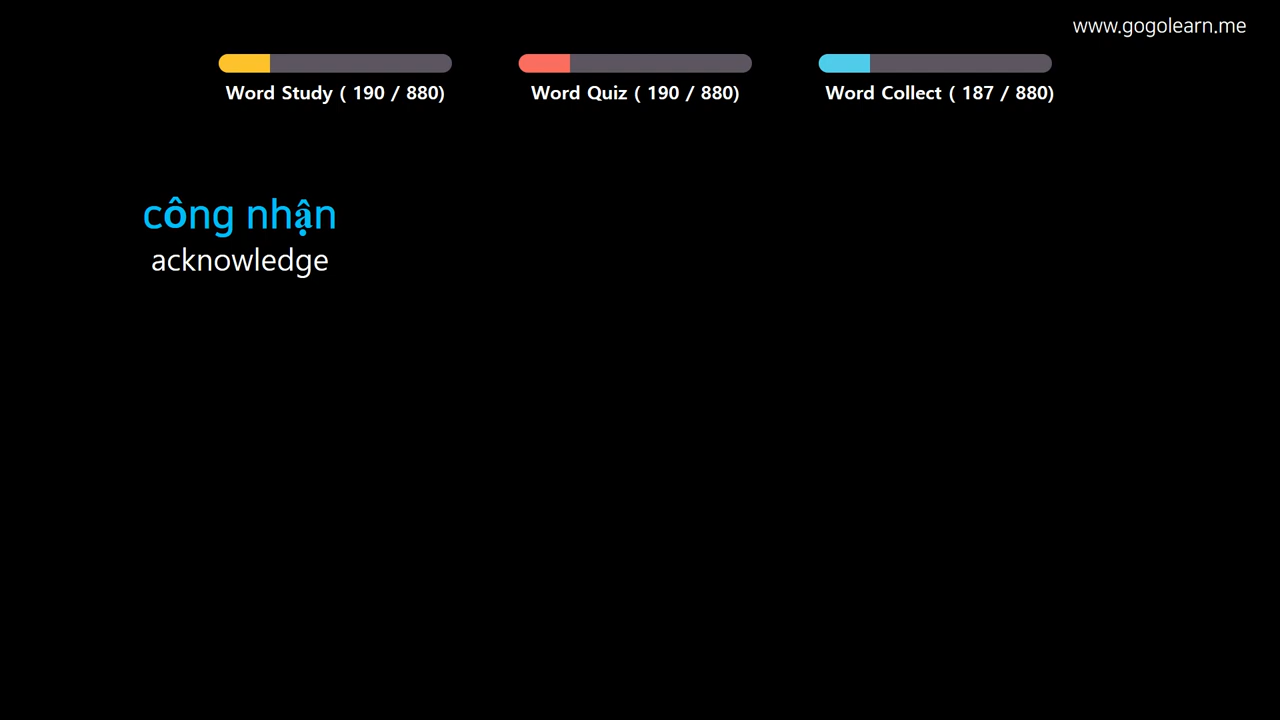 www.gogolearn.me
Word Study ( 190 / 880)
Word Quiz ( 190 / 880)
Word Collect ( 187 / 880)
công nhận
acknowledge